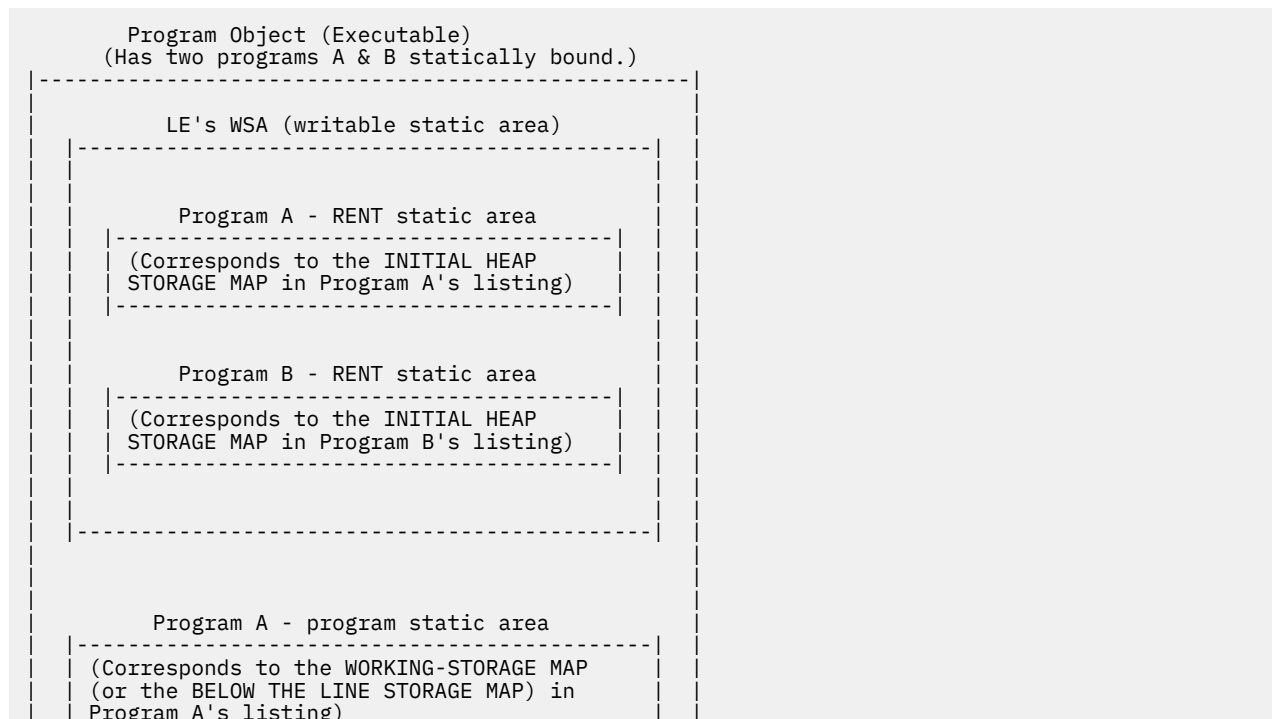 Program Object (Executable)
(Has two programs A & B statically bound.)
LE's WSA (writable static area)
Program A - RENT static area
(Corresponds to the INITIAL HEAP
STORAGE MAP in Program A's listing)
Program B - RENT static area
(Corresponds to the INITIAL HEAP
STORAGE MAP in Program B's listing)
Program A - program static area
(Corresponds to the WORKING-STORAGE MAP
(or the BELOW THE LINE STORAGE MAP) in
Program A's listing)